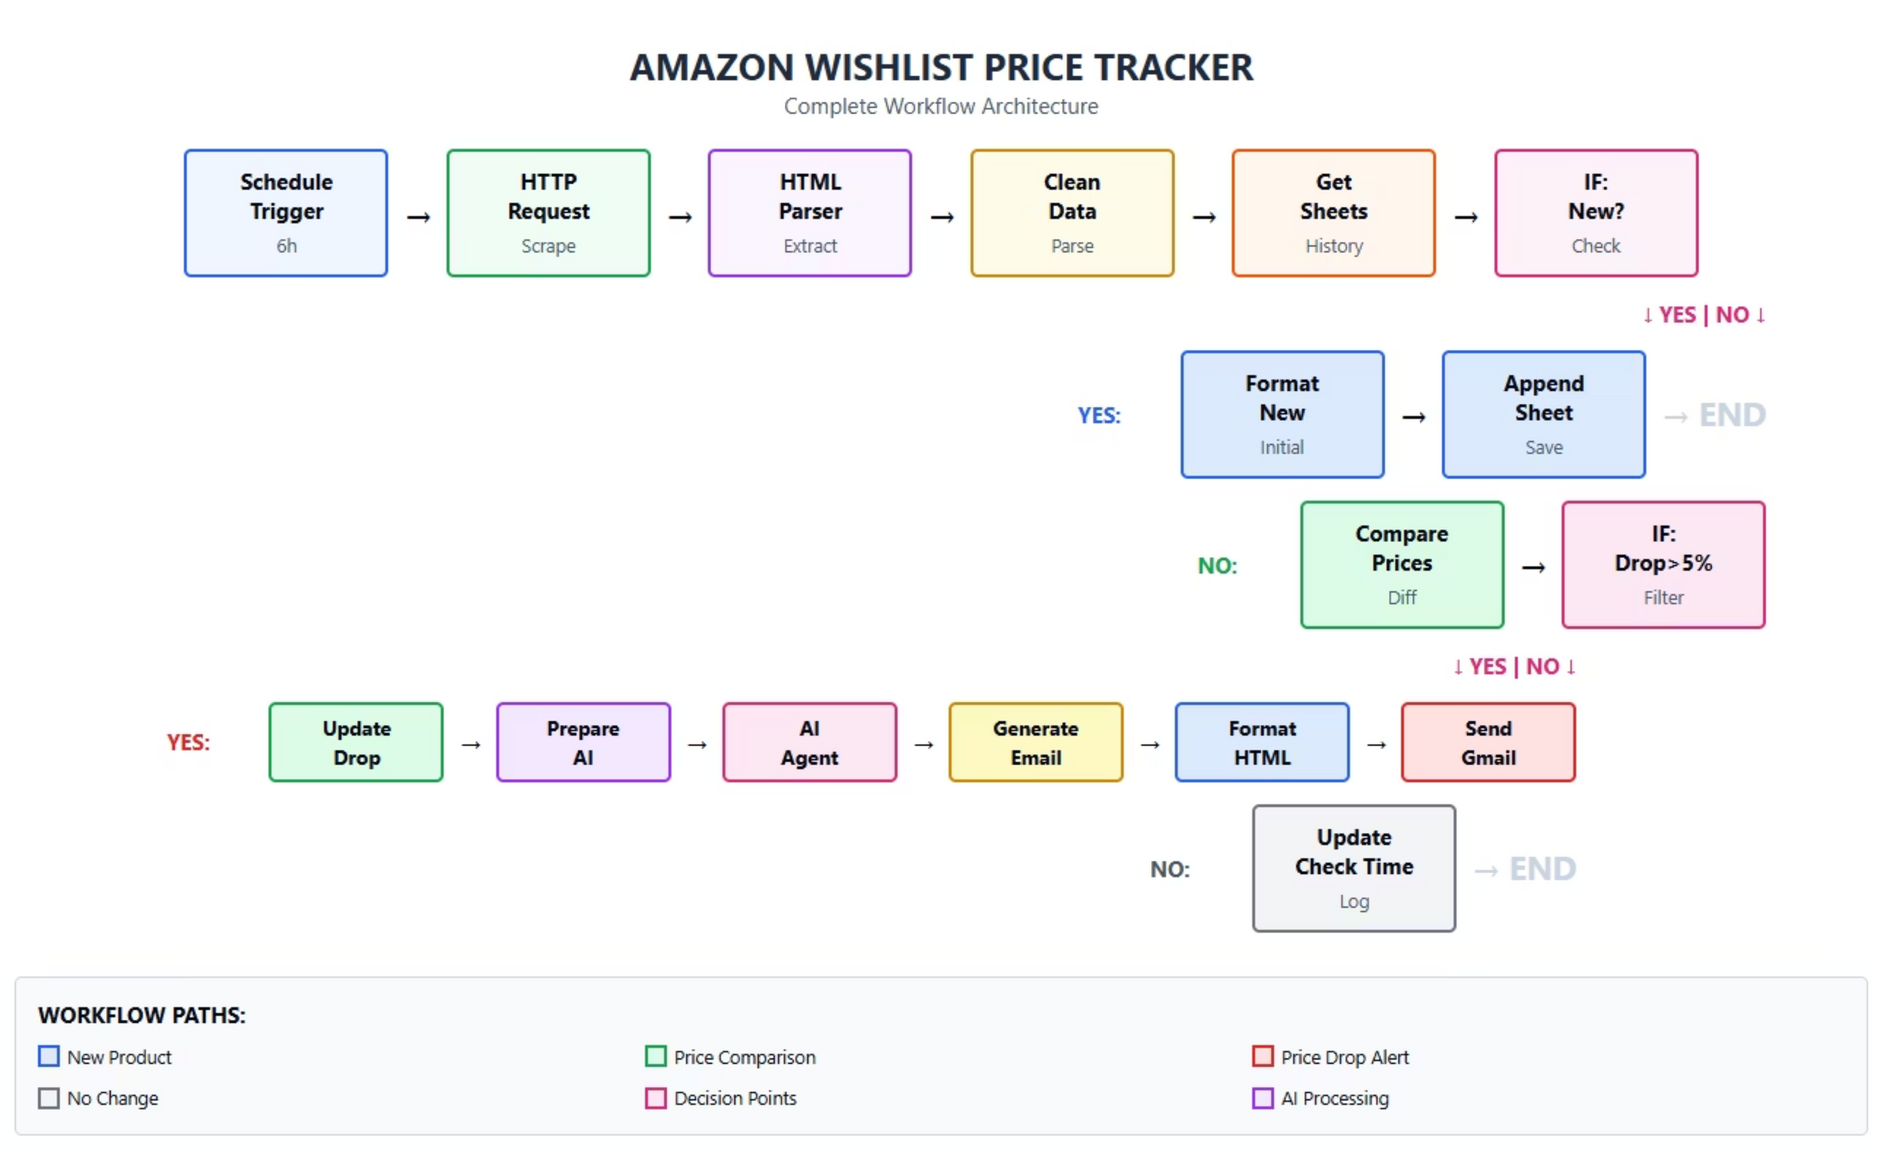 AMAZON WISHLIST PRICE TRACKER
Complete Workflow Architecture
Schedule
Trigger
6h
→
HTTP
Request
Scrape
→
HTML
Parser
Extract
→
Clean
Data
Parse
→
Get
Sheets
History
→
IF:
New?
Check
↓ YES | NO ↓
YES:
Format
New
Initial
→
Append
Sheet
Save
→ END
NO:
Compare
Prices
Diff
→
IF:
Drop>5%
Filter
↓ YES | NO ↓
YES:
Update
Drop
→
Prepare
AI
→
AI
Agent
→
Generate
Email
→
Format
HTML
→
Send
Gmail
NO:
Update
Check Time
Log
→ END
WORKFLOW PATHS:
New Product
Price Comparison
Price Drop Alert
No Change
Decision Points
AI Processing